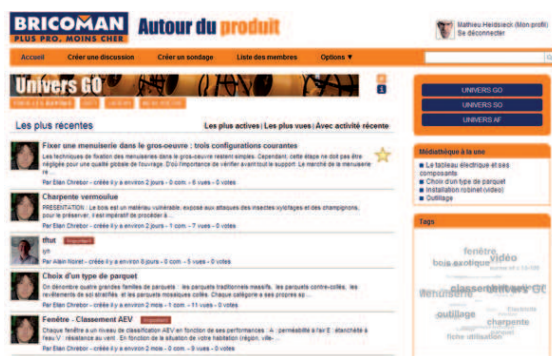 BRICOMAN
PLUS PRO, MOINS CHER
Autour du produit
Mathieu Heidsieck (Mon profil)
Se déconnecter
Accueil Créer une discussion Créer un sondage Liste des membres Options ▼
Univers GO
Les plus récentes
Les plus actives | Les plus vues | Avec activité récente
Fixer une menuiserie dans le gros-oeuvre : trois configurations courantes
Les techniques de fixation des menuiseries dans le gros-oeuvre restent simples. Cependant, cette étape ne doit pas être
négligée pour une qualité globale de l'ouvrage. D'où l'importance de vérifier avant tout le support. Le marché de la menuiserie
re ...
Par Elan Chrebor - créée il y a environ 2 jours - 0 com. - 6 vues - 0 votes
Charpente vermoulue
PRESENTATION : Le bois est un matériau vulnérable, exposé aux attaques des insectes xylofages et des champignons,
pour le préserver, il est impératif de procéder à ...
Par Elan Chrebor - créée il y a environ 2 jours - 1 com. - 7 vues - 0 votes
tftut
Par Alain Noiret - créée il y a environ 8 jours - 0 com. - 5 vues - 0 votes
Choix d'un type de parquet
On dénombre quatre grandes familles de parquets : les parquets traditionnels massifs, les parquets contre-collés, les
revêtements de sol stratifiés, et les parquets mosaïques collés. Chaque catégorie a ses propres sp ...
Par Elan Chrebor - créée il y a environ 2 mois - 1 com. - 11 vues - 0 votes
Fenêtre - Classement AEV
Chaque fenêtre a un niveau de classification AEV en fonction de ses performances : A : perméabilité à l'air E : étanchéité à
l'eau V : résistance au vent . En fonction de la situation de votre habitation (région, ville- ...
Par Elan Chrebor - créée il y a environ 2 mois - 0 com. - 9 vues - 0 votes
UNIVERS GO
UNIVERS SO
UNIVERS AF
Médiathèque à la une
Le tableau électrique et ses
composants
Choix d'un type de parquet
Installation robinet (vidéo)
Outillage
Tags
fenêtre
vidéo
bois exotique
menuiserie
outillage
Electricité
charpente
parquet
fiche utilisation